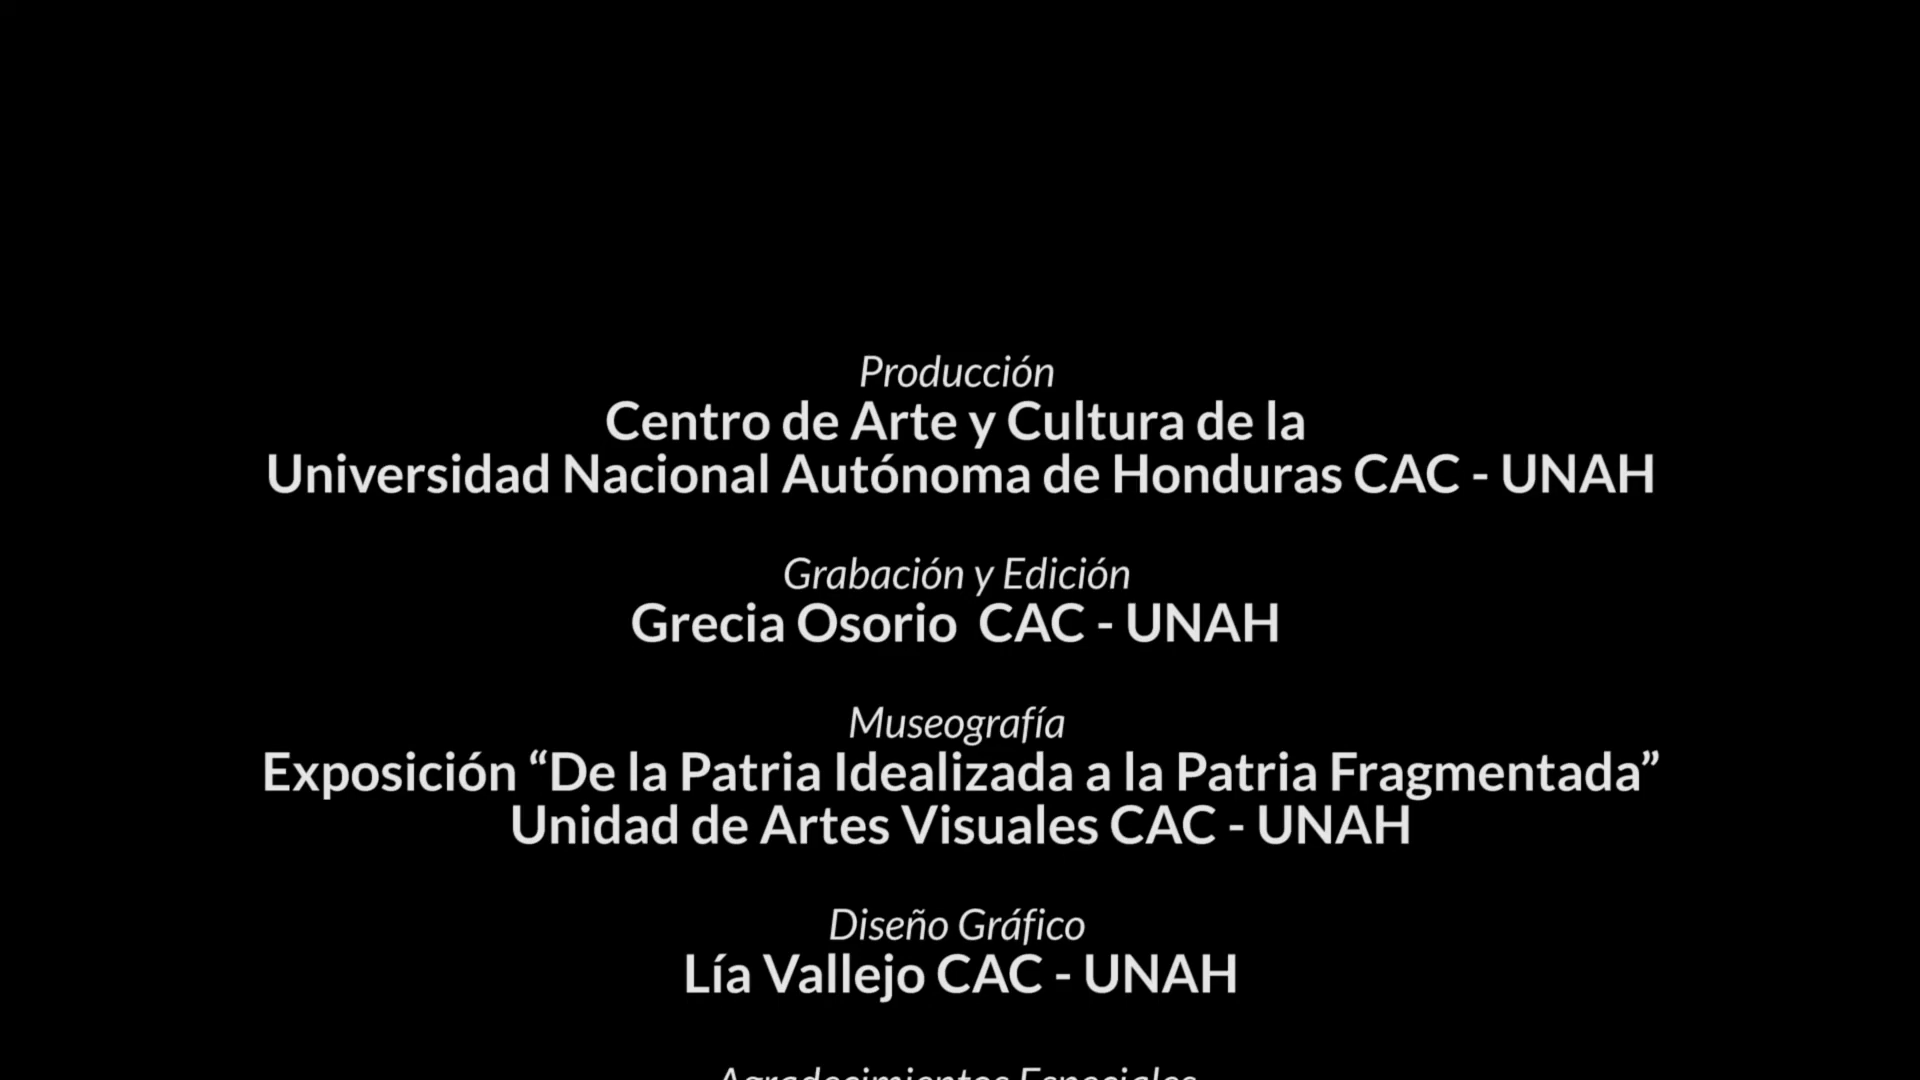 Producción
Centro de Arte y Cultura de la
Universidad Nacional Autónoma de Honduras CAC - UNAH
Grabación y Edición
Grecia Osorio  CAC - UNAH
Museografía
Exposición “De la Patria Idealizada a la Patria Fragmentada”
Unidad de Artes Visuales CAC - UNAH
Diseño Gráfico
Lía Vallejo CAC - UNAH
Agradecimientos Especiales